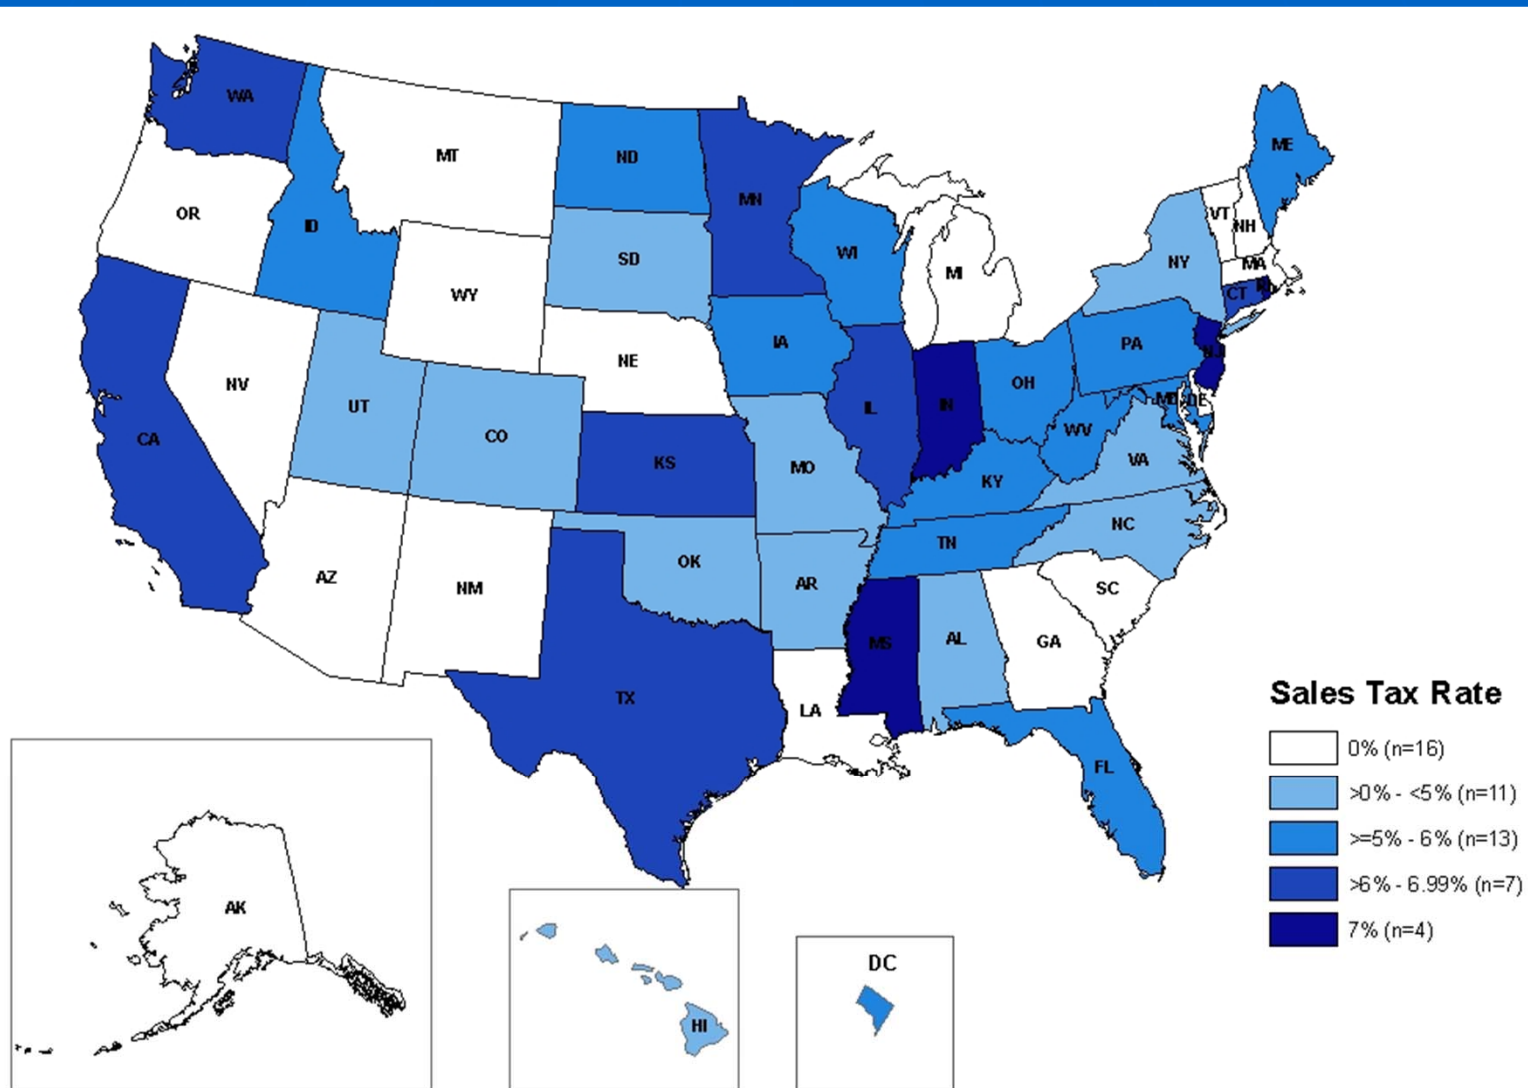 WA
MT
ND
MN
ME
OR
ID
SD
WI
VT
NH
WY
MI
NY
MA
CT
RI
NV
UT
CO
NE
IA
IL
IN
OH
PA
NJ
MD
DE
WV
CA
KS
MO
KY
VA
AZ
NM
OK
AR
TN
NC
SC
TX
LA
MS
AL
GA
FL
AK
HI
DC
Sales Tax Rate
0% (n=16)
>0% - <5% (n=11)
>=5% - 6% (n=13)
>6% - 6.99% (n=7)
7% (n=4)